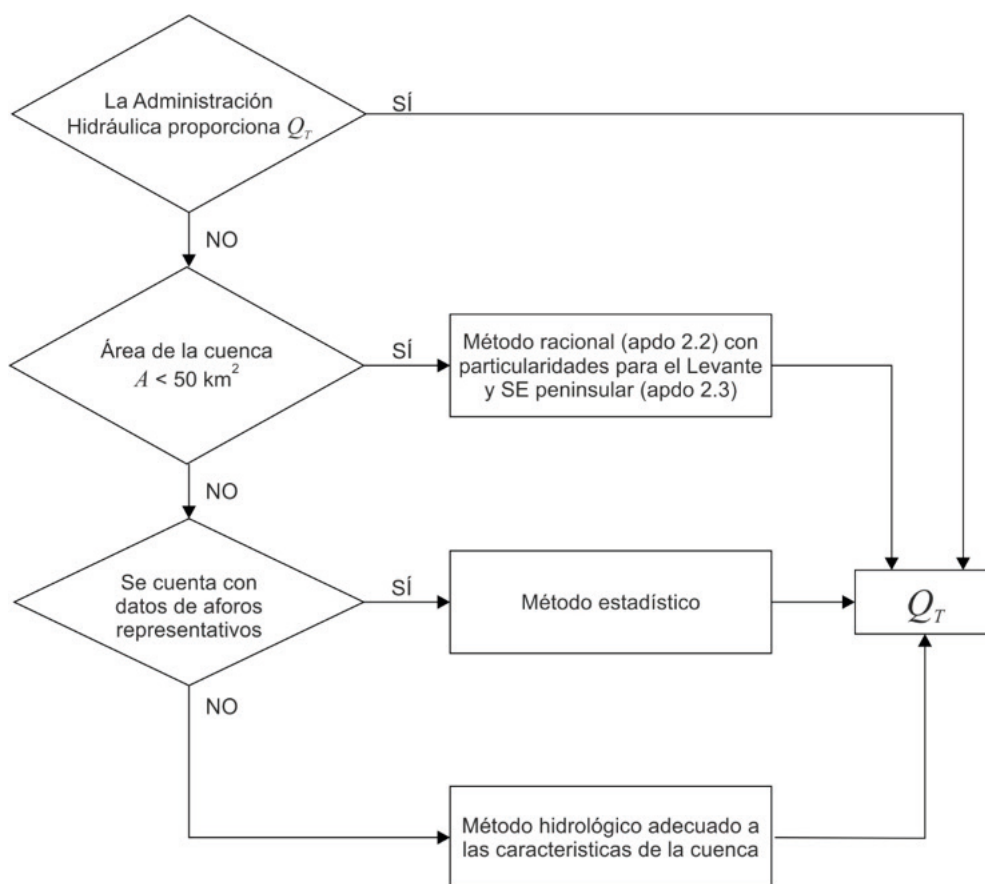 La Administración
Hidráulica proporciona Q_T
SÍ
NO
Área de la cuenca
A < 50 km²
SÍ
Método racional (apdo 2.2) con
particularidades para el Levante
y SE peninsular (apdo 2.3)
NO
Se cuenta con
datos de aforos
representativos
SÍ
Método estadístico
Q_T
NO
Método hidrológico adecuado a
las caracteristicas de la cuenca